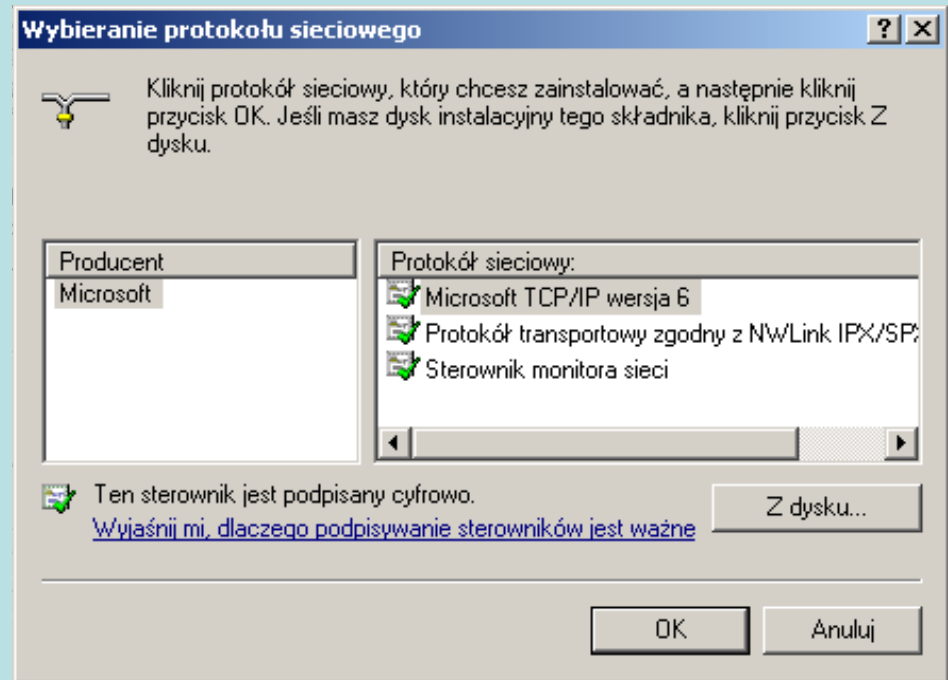 Wybieranie protokołu sieciowego
Kliknij protokół sieciowy, który chcesz zainstalować, a następnie kliknij
przycisk OK. Jeśli masz dysk instalacyjny tego składnika, kliknij przycisk Z
dysku.
Producent
Microsoft
Protokół sieciowy:
Microsoft TCP/IP wersja 6
Protokół transportowy zgodny z NWLink IPX/SP
Sterownik monitora sieci
Ten sterownik jest podpisany cyfrowo.
Wyjaśnij mi, dlaczego podpisywanie sterowników jest ważne
Z dysku...
OK
Anuluj